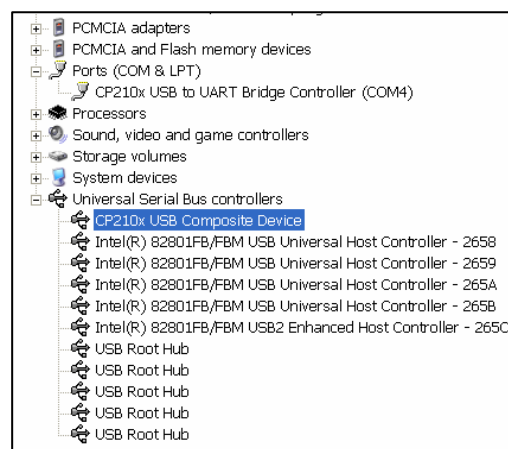 PCMCIA adapters
PCMCIA and Flash memory devices
Ports (COM & LPT)
CP210x USB to UART Bridge Controller (COM4)
Processors
Sound, video and game controllers
Storage volumes
System devices
Universal Serial Bus controllers
CP210x USB Composite Device
Intel(R) 82801FB/FBM USB Universal Host Controller - 2658
Intel(R) 82801FB/FBM USB Universal Host Controller - 2659
Intel(R) 82801FB/FBM USB Universal Host Controller - 265A
Intel(R) 82801FB/FBM USB Universal Host Controller - 265B
Intel(R) 82801FB/FBM USB2 Enhanced Host Controller - 265C
USB Root Hub
USB Root Hub
USB Root Hub
USB Root Hub
USB Root Hub